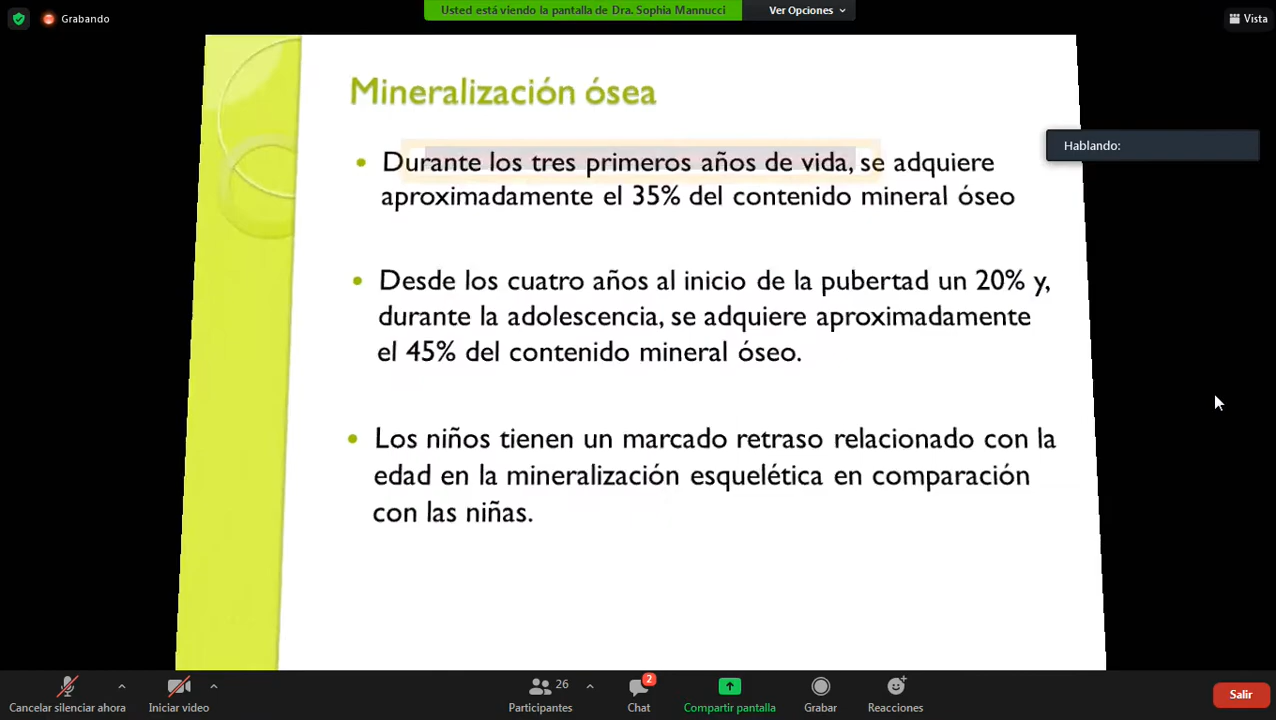 Grabando
Usted está viendo la pantalla de Dra. Sophia Mannucci
Ver Opciones
Vista
Mineralización ósea
Hablando:
• Durante los tres primeros años de vida, se adquiere
aproximadamente el 35% del contenido mineral óseo
• Desde los cuatro años al inicio de la pubertad un 20% y,
durante la adolescencia, se adquiere aproximadamente
el 45% del contenido mineral óseo.
• Los niños tienen un marcado retraso relacionado con la
edad en la mineralización esquelética en comparación
con las niñas.
Cancelar silenciar ahora
Iniciar video
26
Participantes
2
Chat
Compartir pantalla
Grabar
Reacciones
Salir